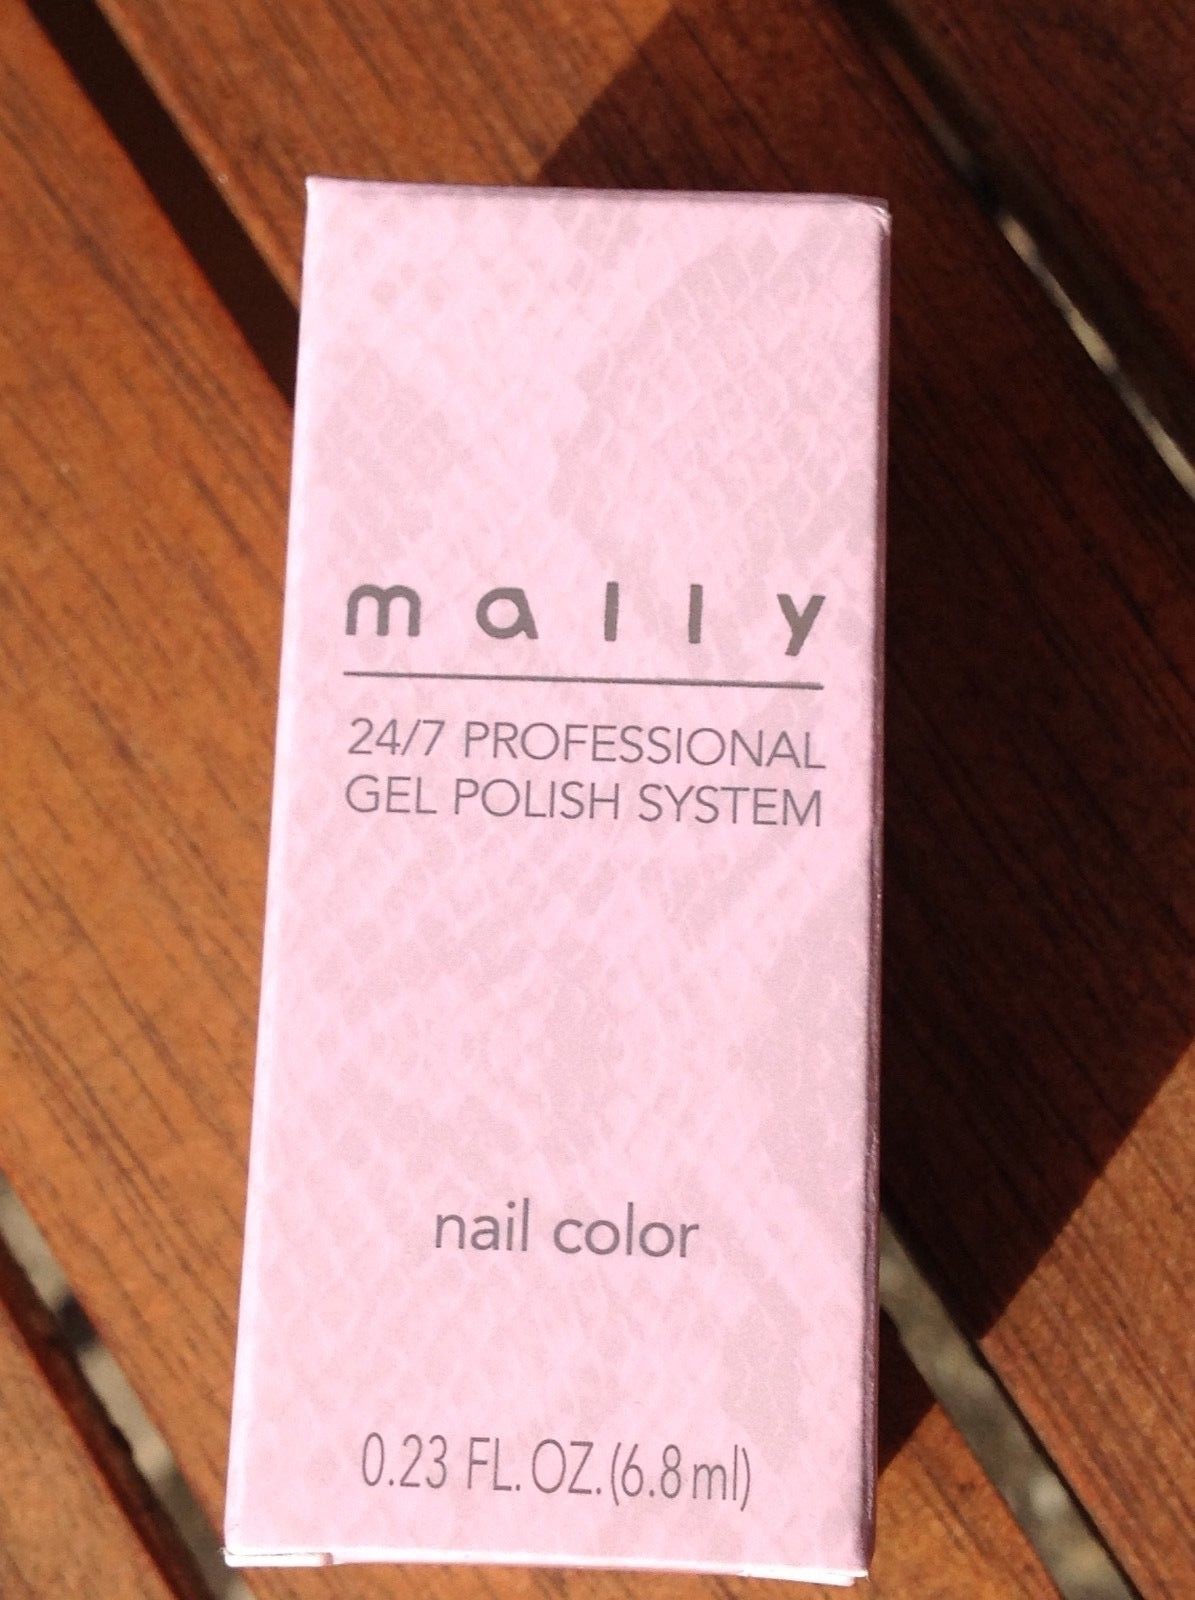 mally
24/7 PROFESSIONAL
GEL POLISH SYSTEM
nail color
0.23 FL. OZ. (6.8 ml)